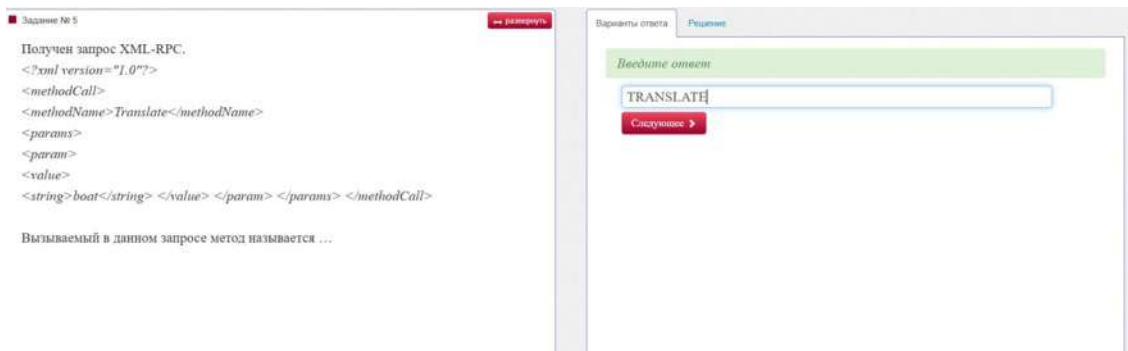 Задание № 5
развернуть
Получен запрос XML-RPC.
<?xml version="1.0"?>
<methodCall>
<methodName>Translate</methodName>
<params>
<param>
<value>
<string>boat</string> </value> </param> </params> </methodCall>
Вызываемый в данном запросе метод называется …
Варианты ответа Решение
Введите ответ
TRANSLATE
Следующее